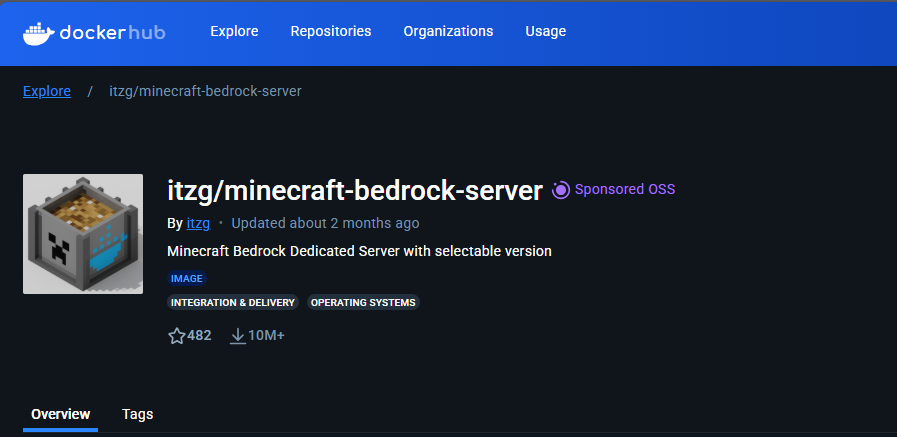 dockerhub Explore Repositories Organizations Usage
Explore / itzg/minecraft-bedrock-server
itzg/minecraft-bedrock-server Sponsored OSS
By itzg • Updated about 2 months ago
Minecraft Bedrock Dedicated Server with selectable version
IMAGE
INTEGRATION & DELIVERY OPERATING SYSTEMS
482 10M+
Overview Tags